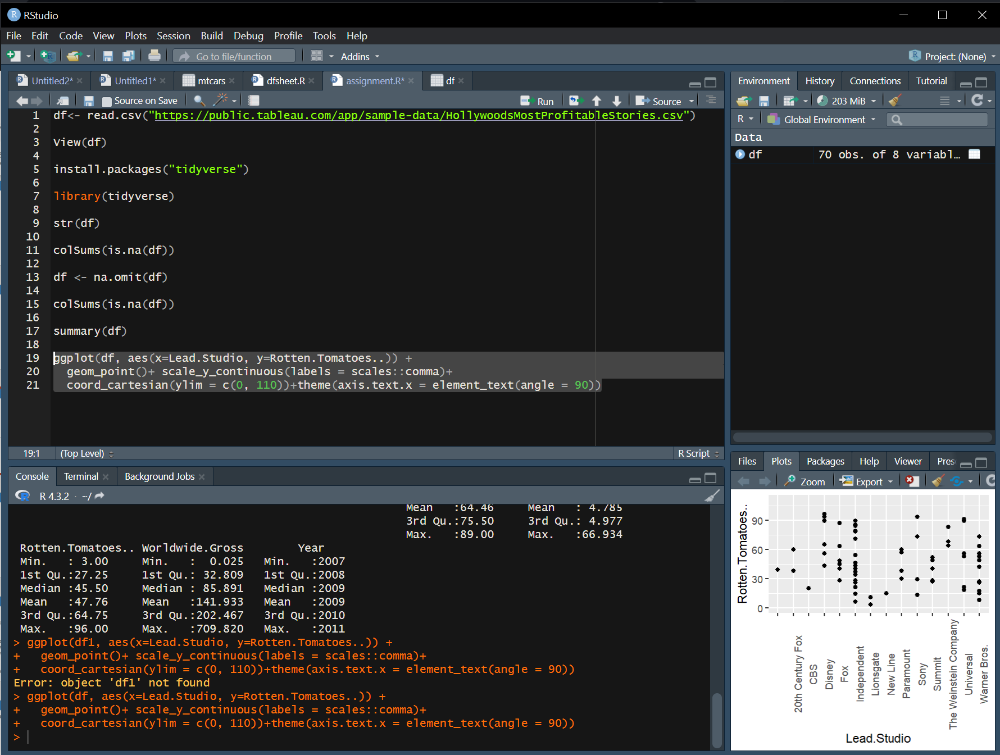 RStudio
File Edit Code View Plots Session Build Debug Profile Tools Help
Go to file/function Addins Project: (None)
Untitled2* Untitled1* mtcars dfsheet.R assignment.R* df
Source on Save Run Source
1 df<- read.csv("https://public.tableau.com/app/sample-data/HollywoodsMostProfitableStories.csv")
2
3 View(df)
4
5 install.packages("tidyverse")
6
7 library(tidyverse)
8
9 str(df)
10
11 colSums(is.na(df))
12
13 df <- na.omit(df)
14
15 colSums(is.na(df))
16
17 summary(df)
18
19 ggplot(df, aes(x=Lead.Studio, y=Rotten.Tomatoes..)) +
20 geom_point()+ scale_y_continuous(labels = scales::comma)+
21 coord_cartesian(ylim = c(0, 110))+theme(axis.text.x = element_text(angle = 90))
19:1 (Top Level) R Script
Console Terminal Background Jobs
R 4.3.2 · ~/
Mean :64.46 Mean : 4.785
3rd Qu.:75.50 3rd Qu.: 4.977
Max. :89.00 Max. :66.934
Rotten.Tomatoes.. Worldwide.Gross Year
Min. : 3.00 Min. : 0.025 Min. :2007
1st Qu.:27.25 1st Qu.: 32.809 1st Qu.:2008
Median :45.50 Median : 85.891 Median :2009
Mean :47.76 Mean :141.933 Mean :2009
3rd Qu.:64.75 3rd Qu.:202.467 3rd Qu.:2010
Max. :96.00 Max. :709.820 Max. :2011
> ggplot(df1, aes(x=Lead.Studio, y=Rotten.Tomatoes..)) +
+ geom_point()+ scale_y_continuous(labels = scales::comma)+
+ coord_cartesian(ylim = c(0, 110))+theme(axis.text.x = element_text(angle = 90))
Error: object 'df1' not found
> ggplot(df, aes(x=Lead.Studio, y=Rotten.Tomatoes..)) +
+ geom_point()+ scale_y_continuous(labels = scales::comma)+
+ coord_cartesian(ylim = c(0, 110))+theme(axis.text.x = element_text(angle = 90))
>
Environment History Connections Tutorial
203 MiB
R Global Environment
Data
df 70 obs. of 8 variabl…
Files Plots Packages Help Viewer Pres
Zoom Export
Rotten.Tomatoes..
90
60
30
0
20th Century Fox
CBS
Disney
Fox
Independent
Lionsgate
New Line
Paramount
Sony
Summit
The Weinstein Company
Universal
Warner Bros.
Lead.Studio